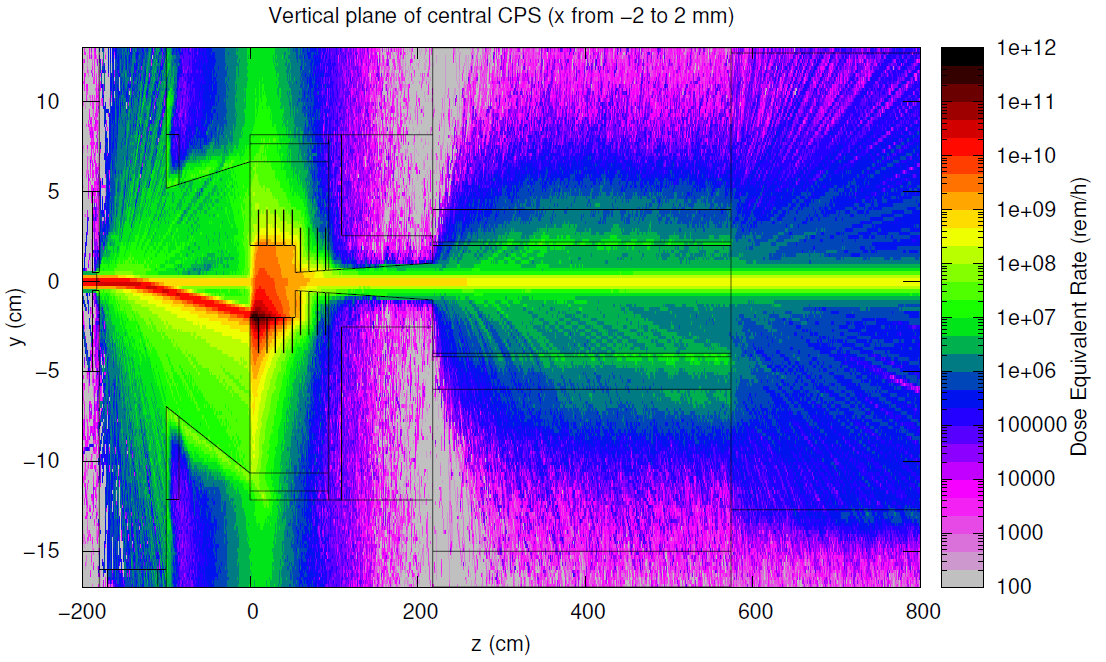 Vertical plane of central CPS (x from −2 to 2 mm)
10
5
0
−5
−10
−15
y (cm)
−200
0
200
400
600
800
z (cm)
1e+12
1e+11
1e+10
1e+09
1e+08
1e+07
1e+06
100000
10000
1000
100
Dose Equivalent Rate (rem/h)